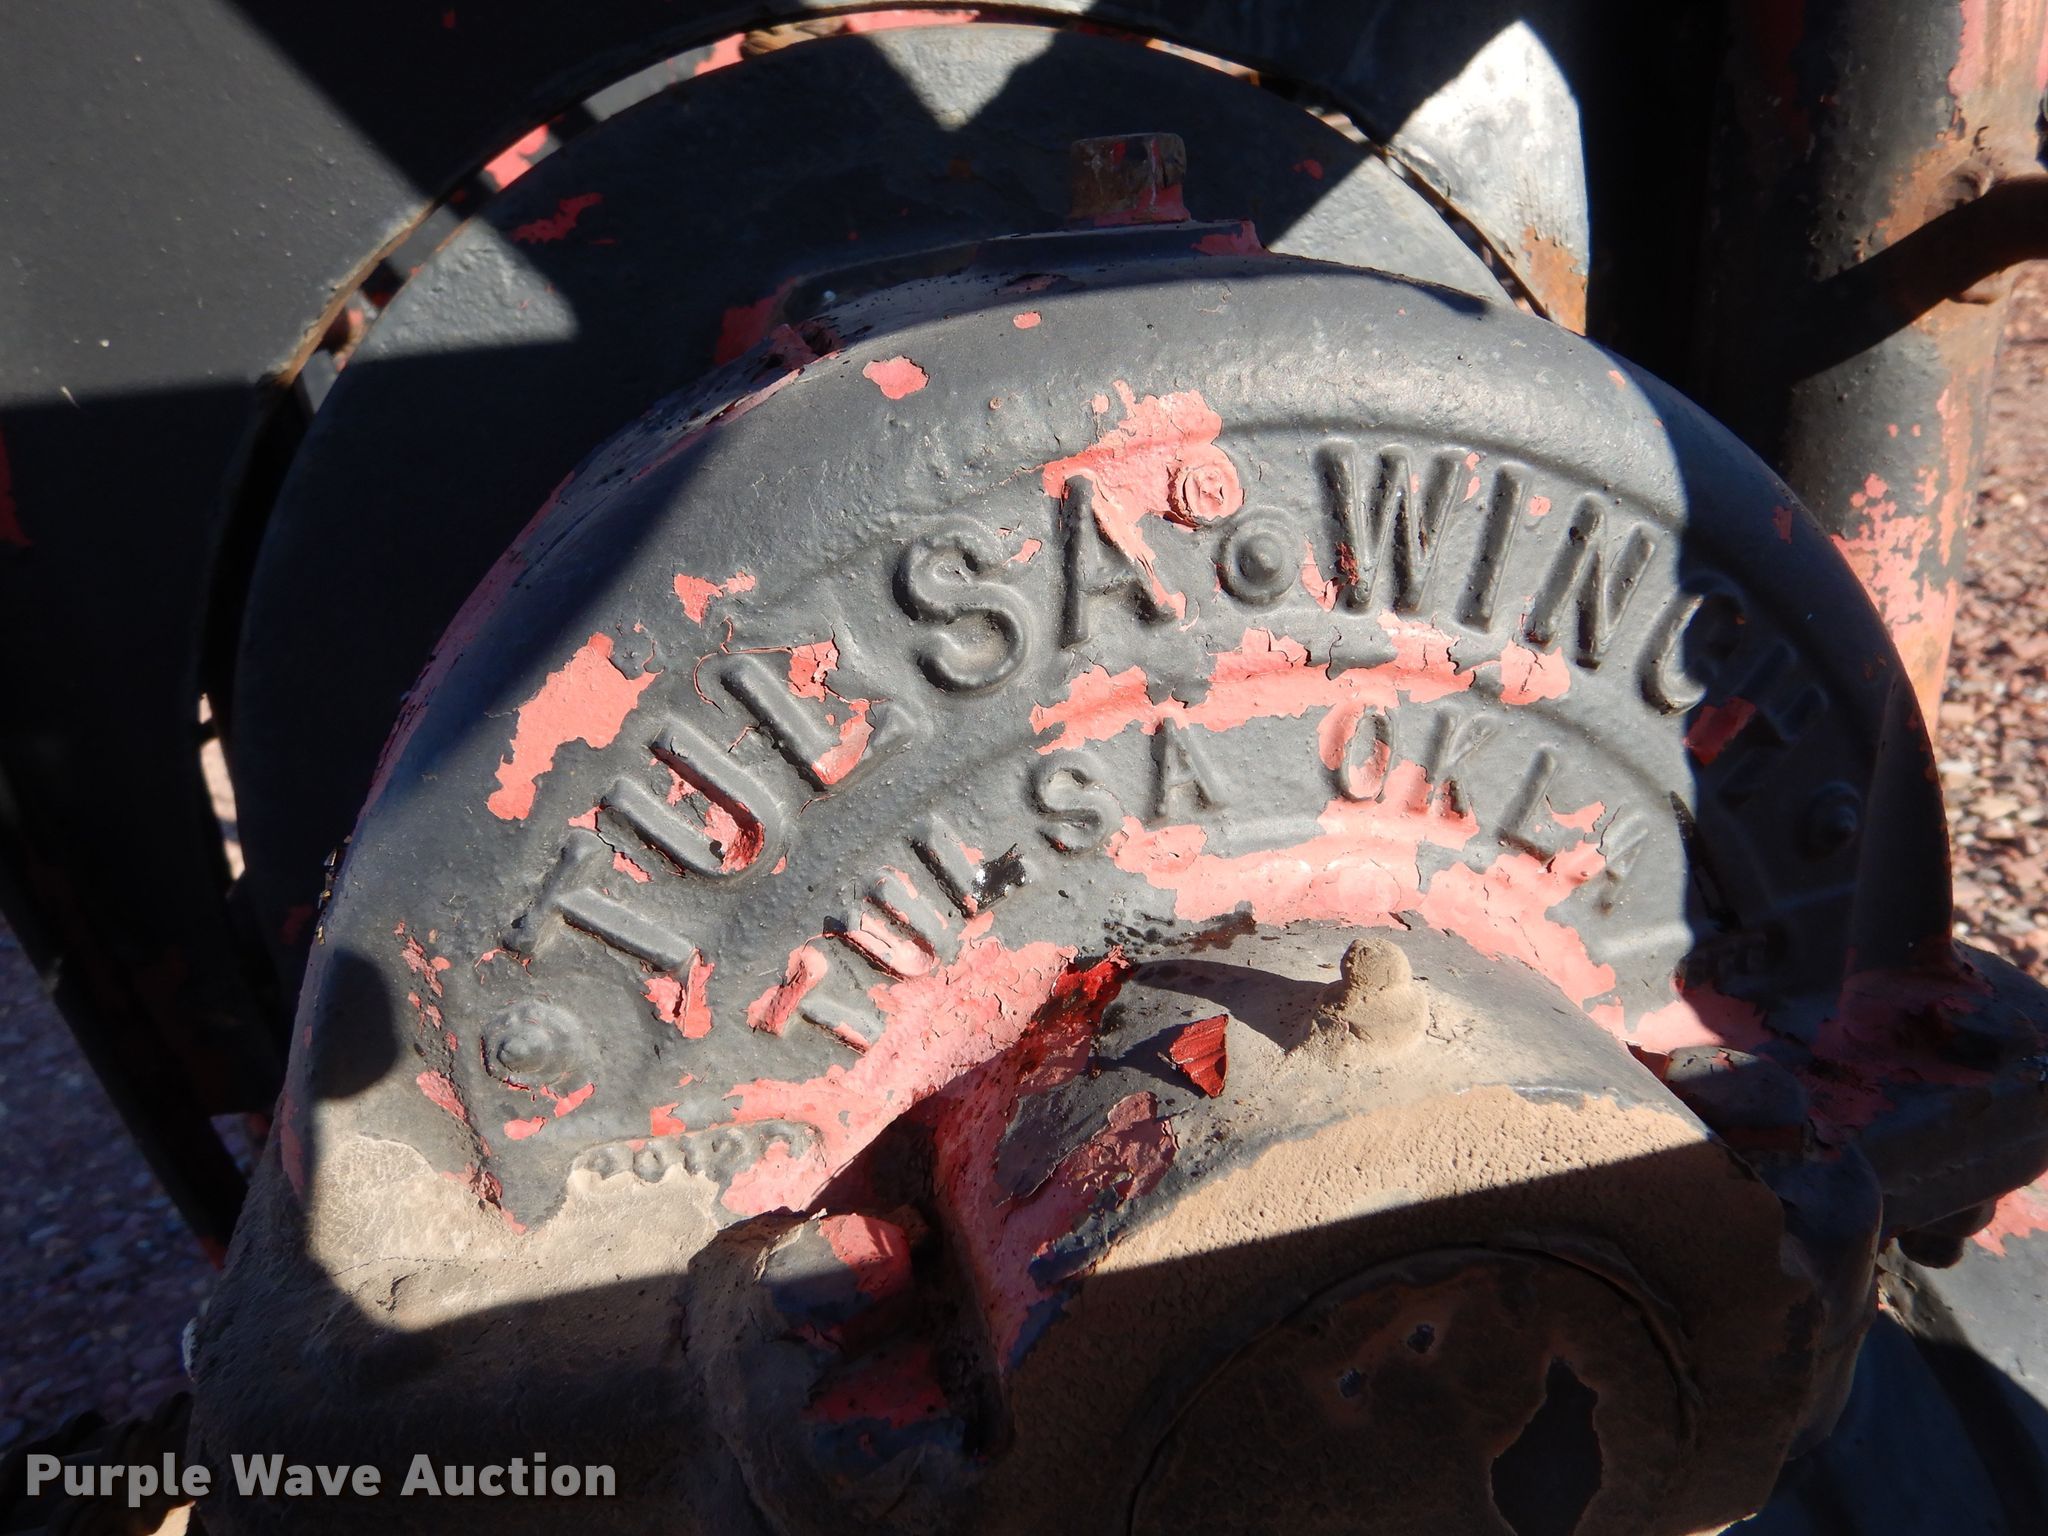 TULSA WINCH
TULSA OKLA
Purple Wave Auction